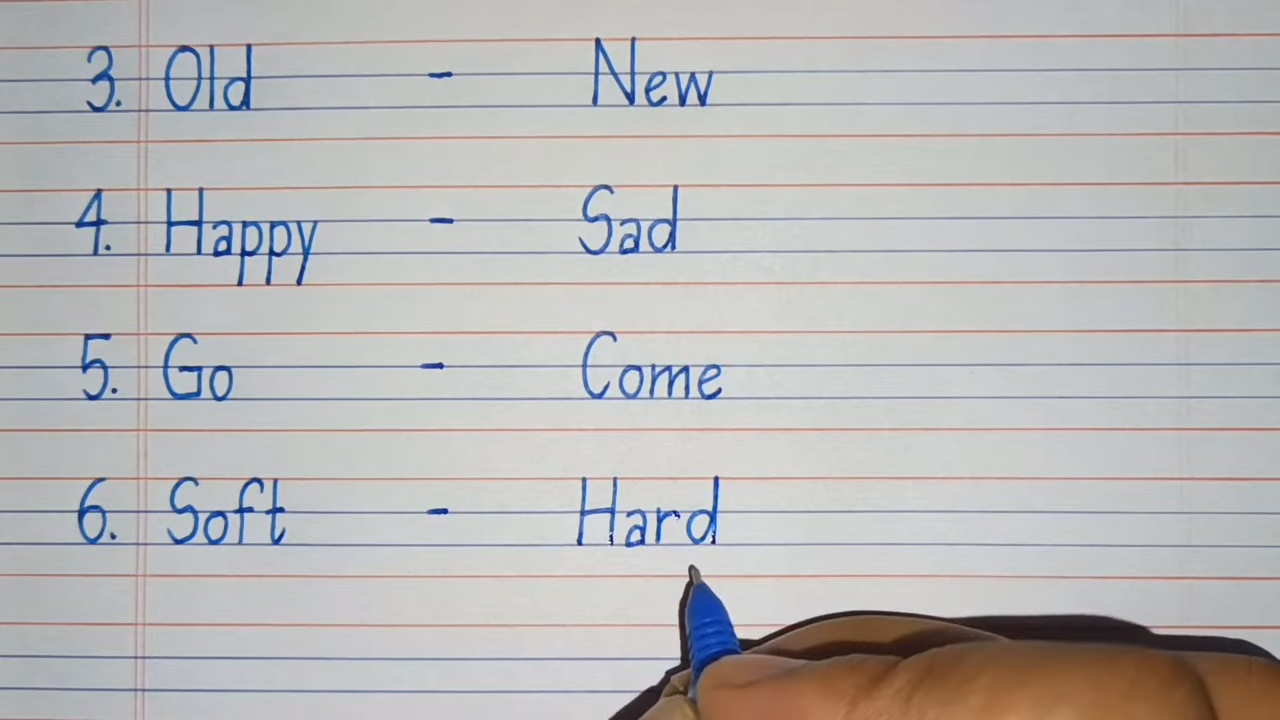 3. Old - New
4. Happy - Sad
5. Go - Come
6. Soft - Hard